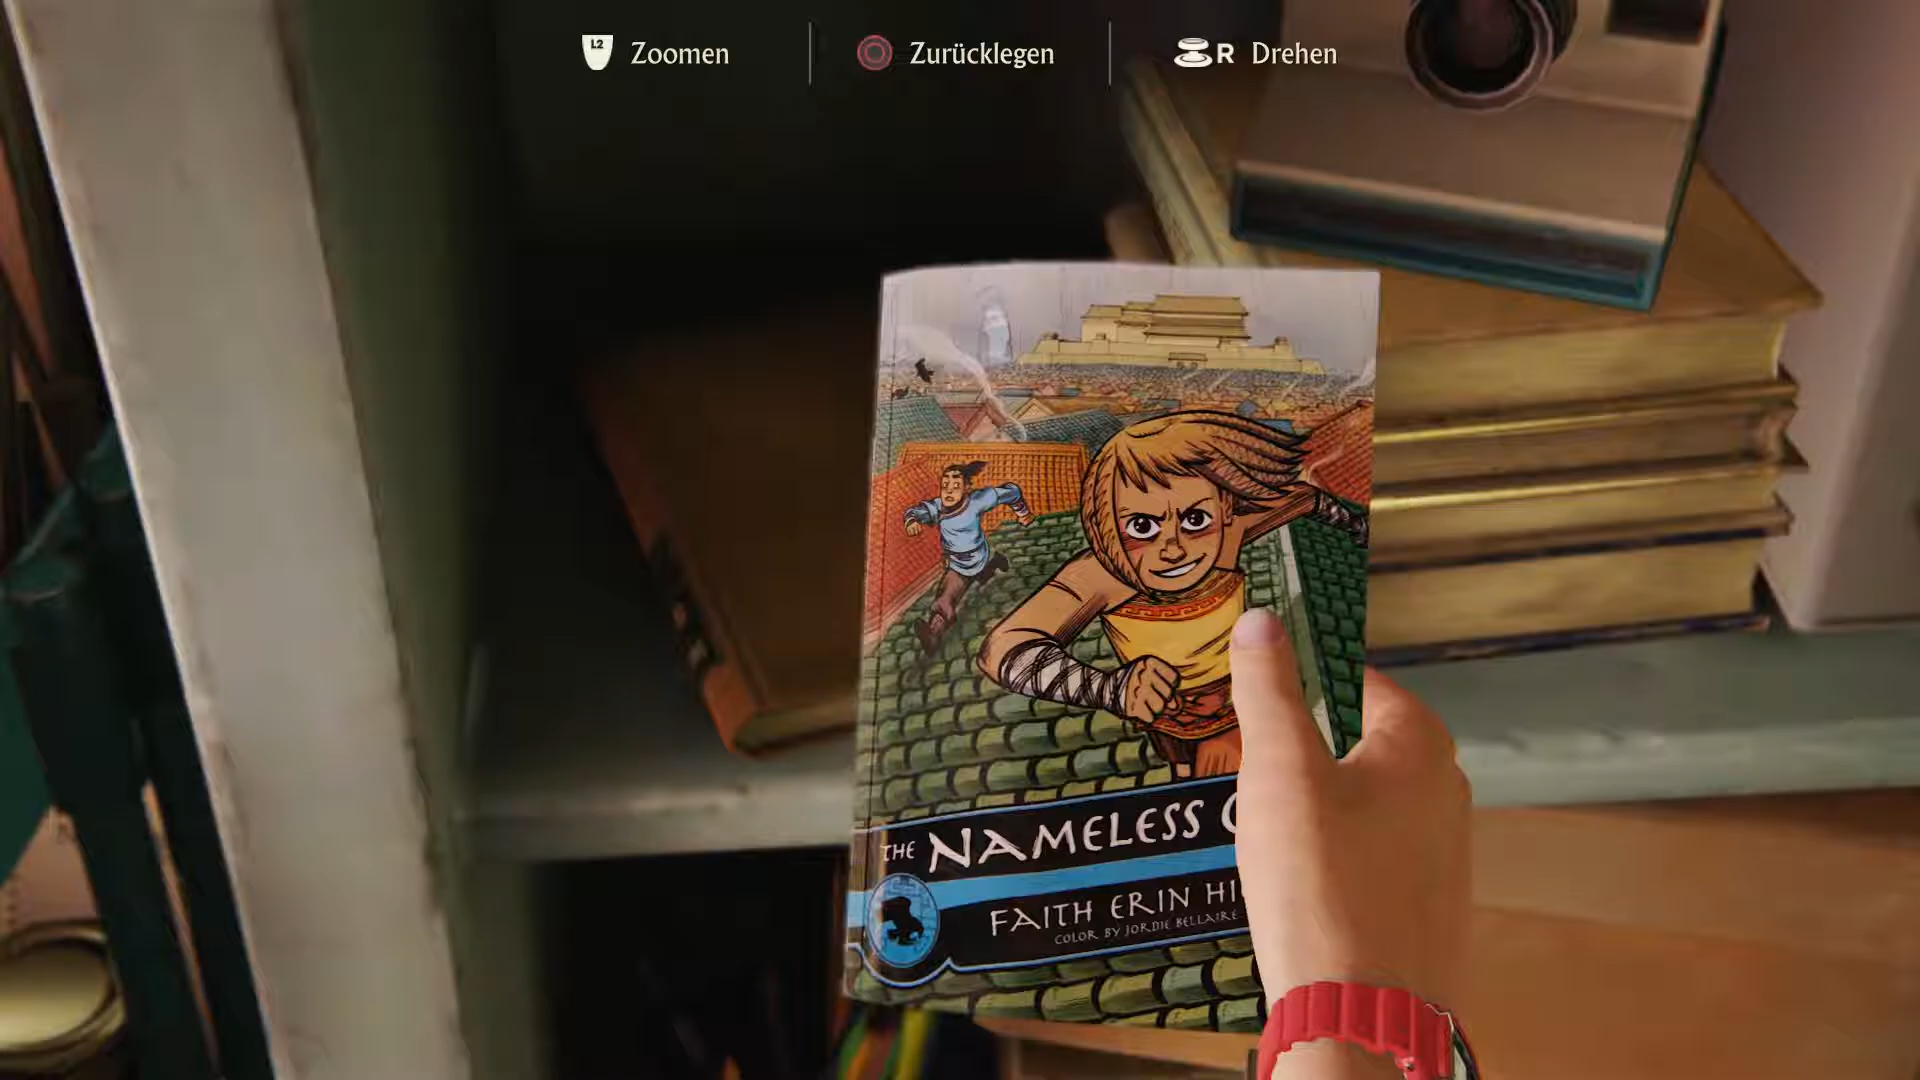 L2 Zoomen
Zurücklegen
R Drehen
THE NAMELESS
FAITH ERIN
COLOR BY JORDIE BELLAIRE